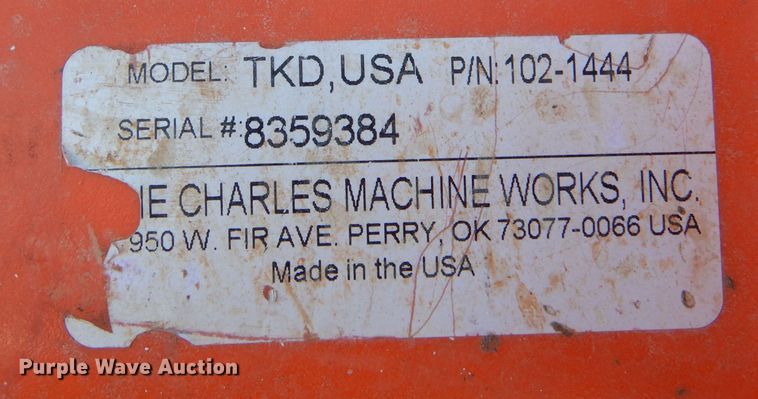 MODEL: TKD,USA P/N: 102-1444
SERIAL #: 8359384
CHARLES MACHINE WORKS, INC.
950 W. FIR AVE. PERRY, OK 73077-0066 USA
Made in the USA
Purple Wave Auction